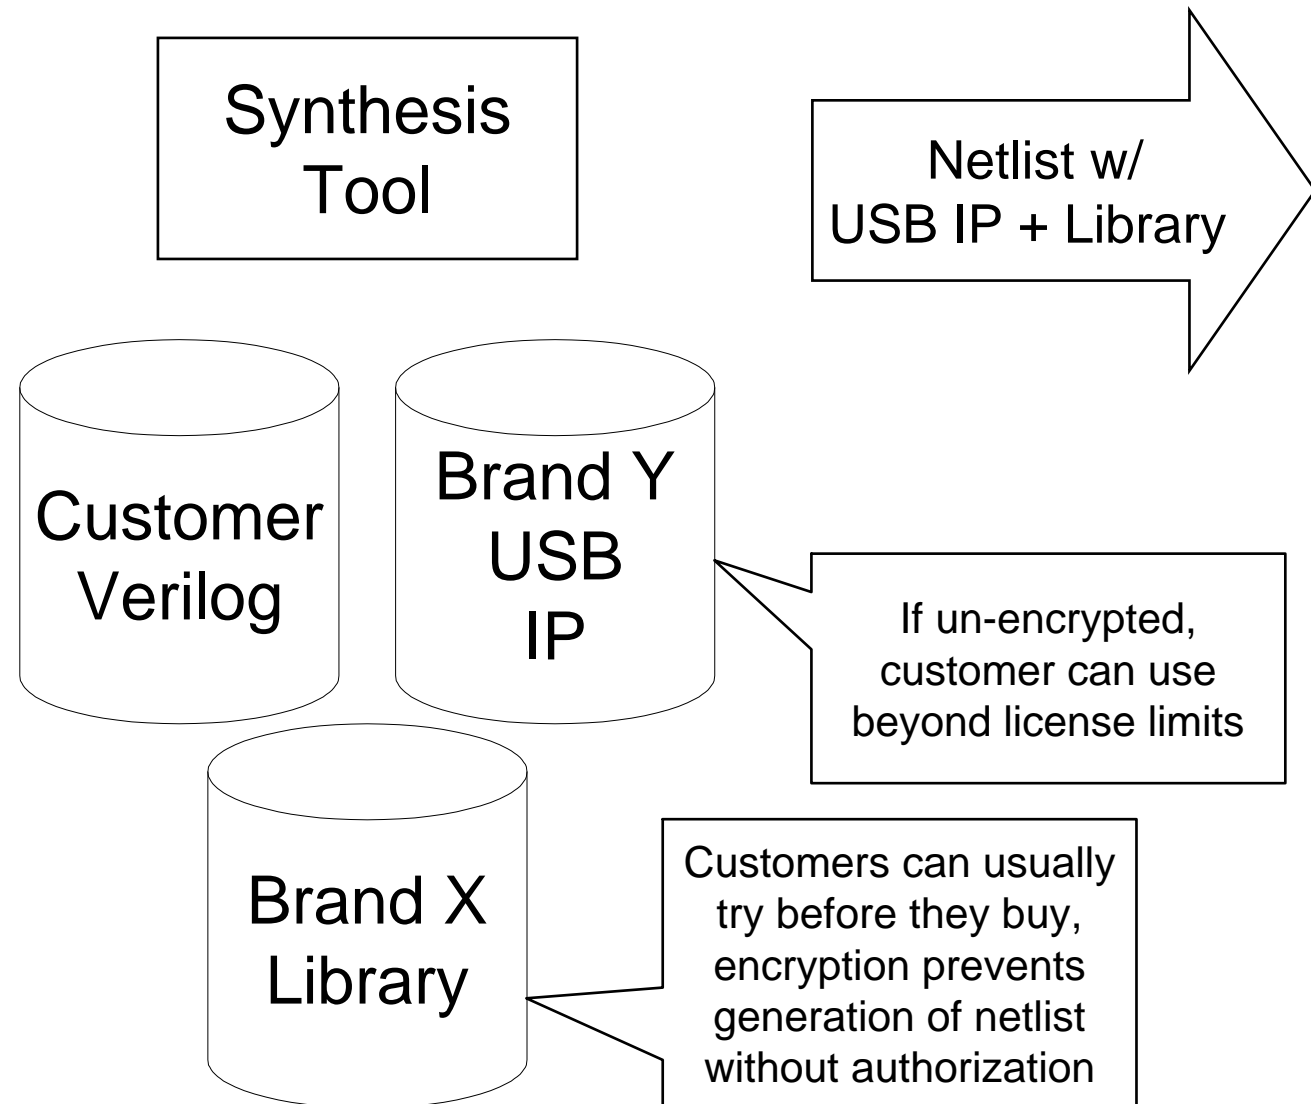 Synthesis
Tool
Netlist w/
USB IP + Library
Customer
Verilog
Brand Y
USB
IP
If un-encrypted,
customer can use
beyond license limits
Brand X
Library
Customers can usually
try before they buy,
encryption prevents
generation of netlist
without authorization